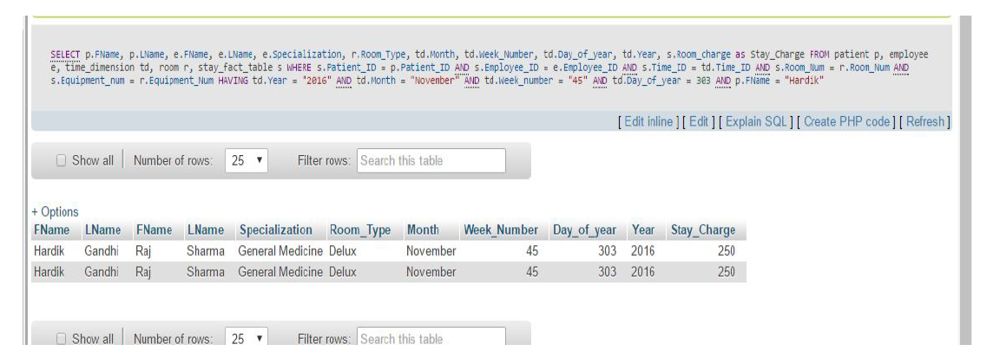 SELECT p.FName, p.LName, e.FName, e.LName, e.Specialization, r.Room_Type, td.Month, td.Week_Number, td.Day_of_year, td.Year, s.Room_charge as Stay_Charge FROM patient p, employee
e, time_dimension td, room r, stay_fact_table s WHERE s.Patient_ID = p.Patient_ID AND s.Employee_ID = e.Employee_ID AND s.Time_ID = td.Time_ID AND s.Room_Num = r.Room_Num AND
s.Equipment_num = r.Equipment_Num HAVING td.Year = "2016" AND td.Month = "November" AND td.Week_number = "45" AND td.Day_of_year = 303 AND p.FName = "Hardik"
[ Edit inline ] [ Edit ] [ Explain SQL ] [ Create PHP code ] [ Refresh ]
Show all Number of rows: 25 Filter rows: Search this table
+ Options
FName LName FName LName Specialization Room_Type Month Week_Number Day_of_year Year Stay_Charge
Hardik Gandhi Raj Sharma General Medicine Delux November 45 303 2016 250
Hardik Gandhi Raj Sharma General Medicine Delux November 45 303 2016 250
Show all Number of rows: 25 Filter rows: Search this table